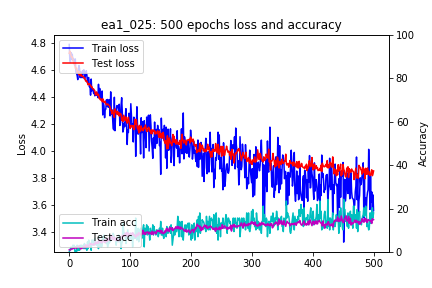 ea1_025: 500 epochs loss and accuracy
Train loss
Test loss
Train acc
Test acc
4.8
4.6
4.4
4.2
4.0
3.8
3.6
3.4
Loss
100
80
60
40
20
0
Accuracy
0 100 200 300 400 500